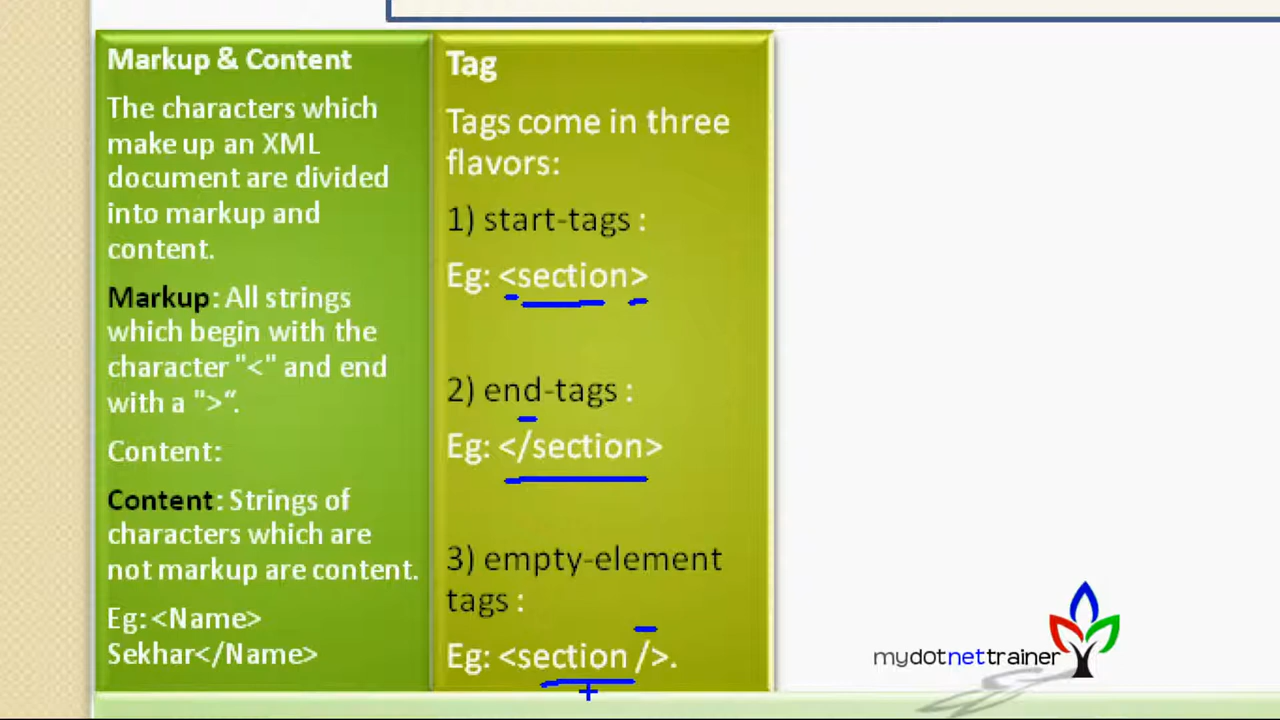 Markup & Content
The characters which
make up an XML
document are divided
into markup and
content.
Markup: All strings
which begin with the
character "<" and end
with a ">“.
Content:
Content: Strings of
characters which are
not markup are content.
Eg: <Name>
Sekhar</Name>
Tag
Tags come in three
flavors:
1) start-tags :
Eg: <section>
2) end-tags :
Eg: </section>
3) empty-element
tags :
Eg: <section />.
mydotnettrainer